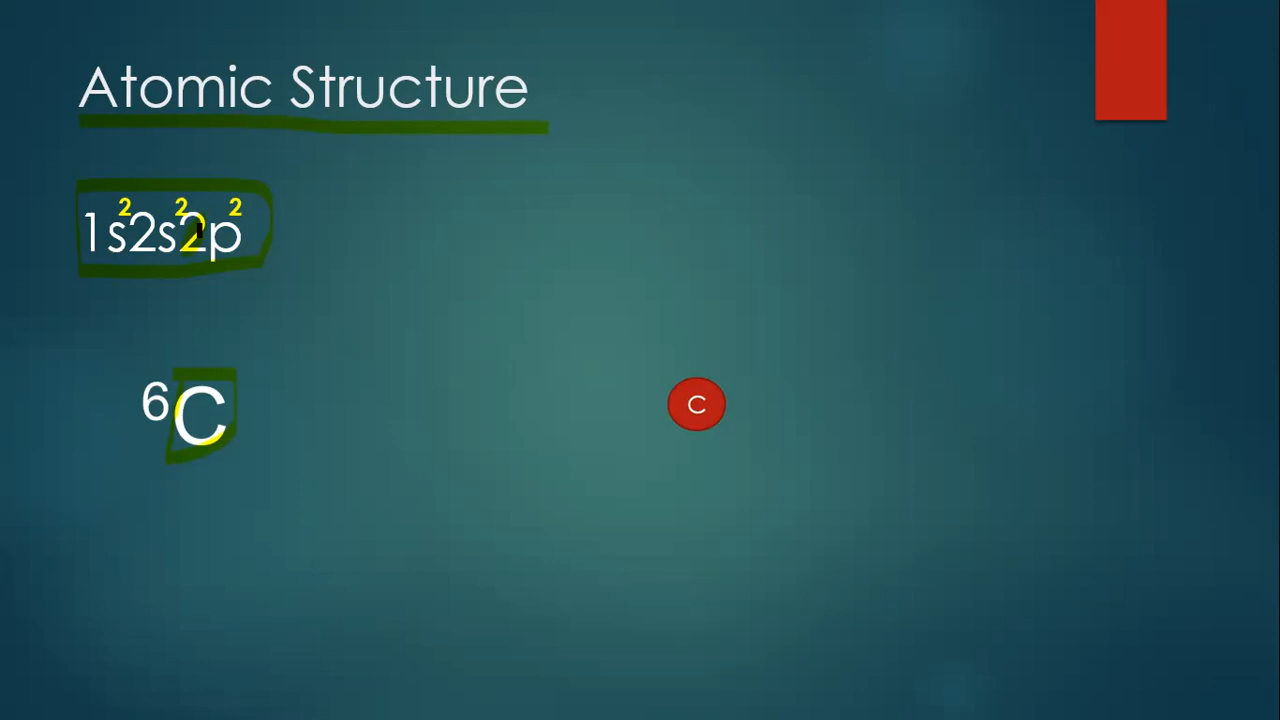 Atomic Structure
1s²2s²2p²
⁶C
C